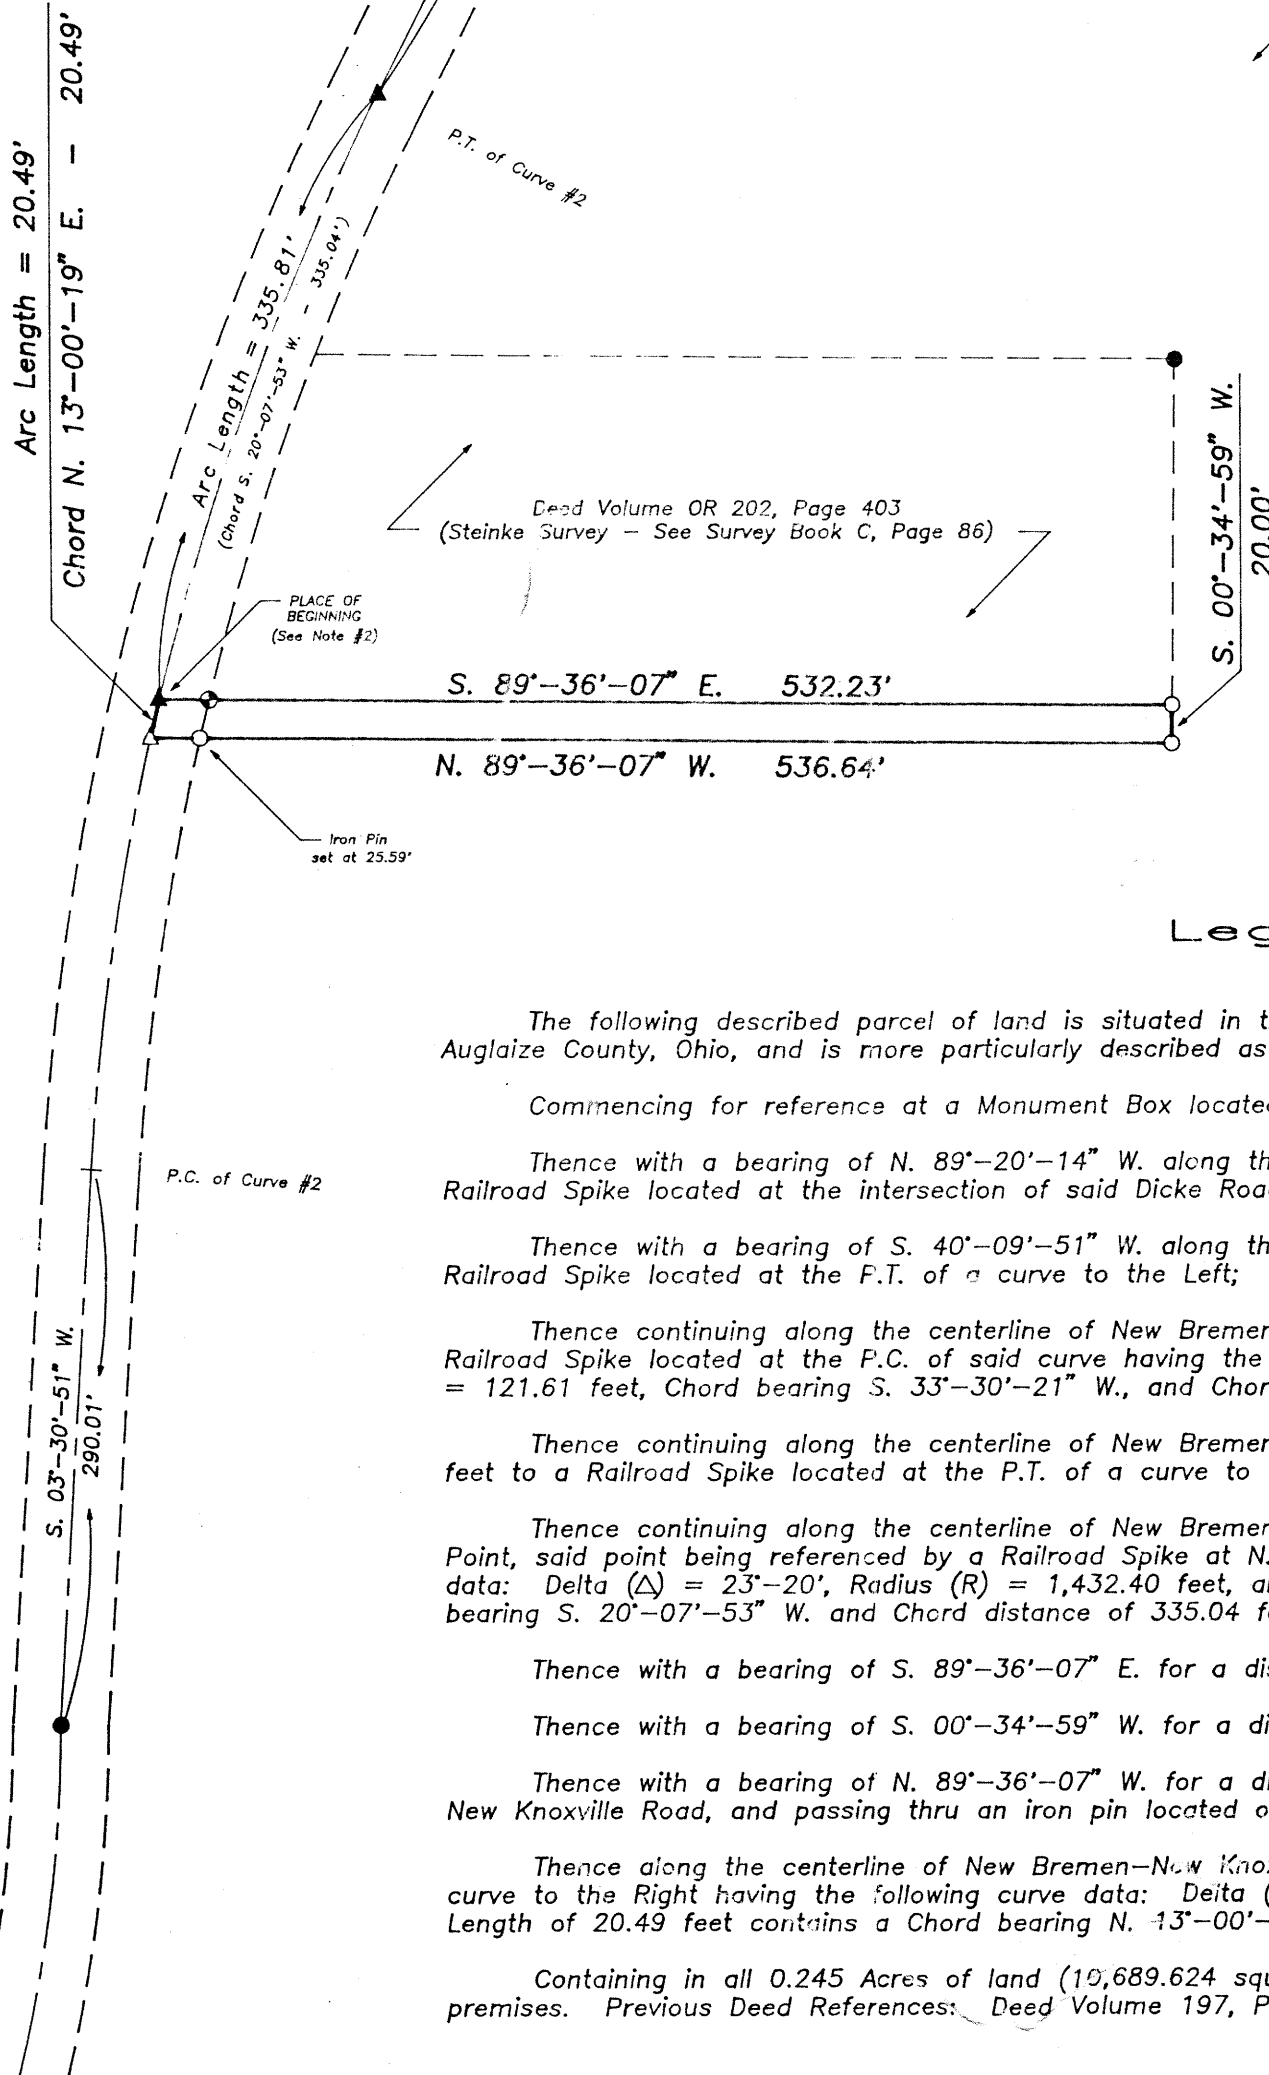 Arc Length = 20.49'
Chord N. 13°-00'-19" E. - 20.49'
P.T. of Curve #2
Arc Length = 335.81'
(Chord S. 20°-07'-53" W. - 335.04')
Deed Volume OR 202, Page 403
(Steinke Survey - See Survey Book C, Page 86)
S. 00°-34'-59" W.
20.00'
PLACE OF
BEGINNING
(See Note #2)
S. 89°-36'-07" E. 532.23'
N. 89°-36'-07" W. 536.64'
Iron Pin
set at 25.59'
Leg
The following described parcel of land is situated in t
Auglaize County, Ohio, and is more particularly described as
Commencing for reference at a Monument Box locate
Thence with a bearing of N. 89°-20'-14" W. along th
Railroad Spike located at the intersection of said Dicke Roa
P.C. of Curve #2
Thence with a bearing of S. 40°-09'-51" W. along th
Railroad Spike located at the P.T. of a curve to the Left;
Thence continuing along the centerline of New Bremen
Railroad Spike located at the P.C. of said curve having the
= 121.61 feet, Chord bearing S. 33°-30'-21" W., and Chor
S. 03°-30'-51" W.
290.01'
Thence continuing along the centerline of New Bremen
feet to a Railroad Spike located at the P.T. of a curve to
Thence continuing along the centerline of New Bremen
Point, said point being referenced by a Railroad Spike at N.
data: Delta (△) = 23°-20', Radius (R) = 1,432.40 feet, a
bearing S. 20°-07'-53" W. and Chord distance of 335.04 f
Thence with a bearing of S. 89°-36'-07" E. for a di
Thence with a bearing of S. 00°-34'-59" W. for a di
Thence with a bearing of N. 89°-36'-07" W. for a di
New Knoxville Road, and passing thru an iron pin located o
Thence along the centerline of New Bremen-New Kno
curve to the Right having the following curve data: Delta (
Length of 20.49 feet contains a Chord bearing N. 13°-00'-
Containing in all 0.245 Acres of land (10,689.624 squ
premises. Previous Deed References: Deed Volume 197, P